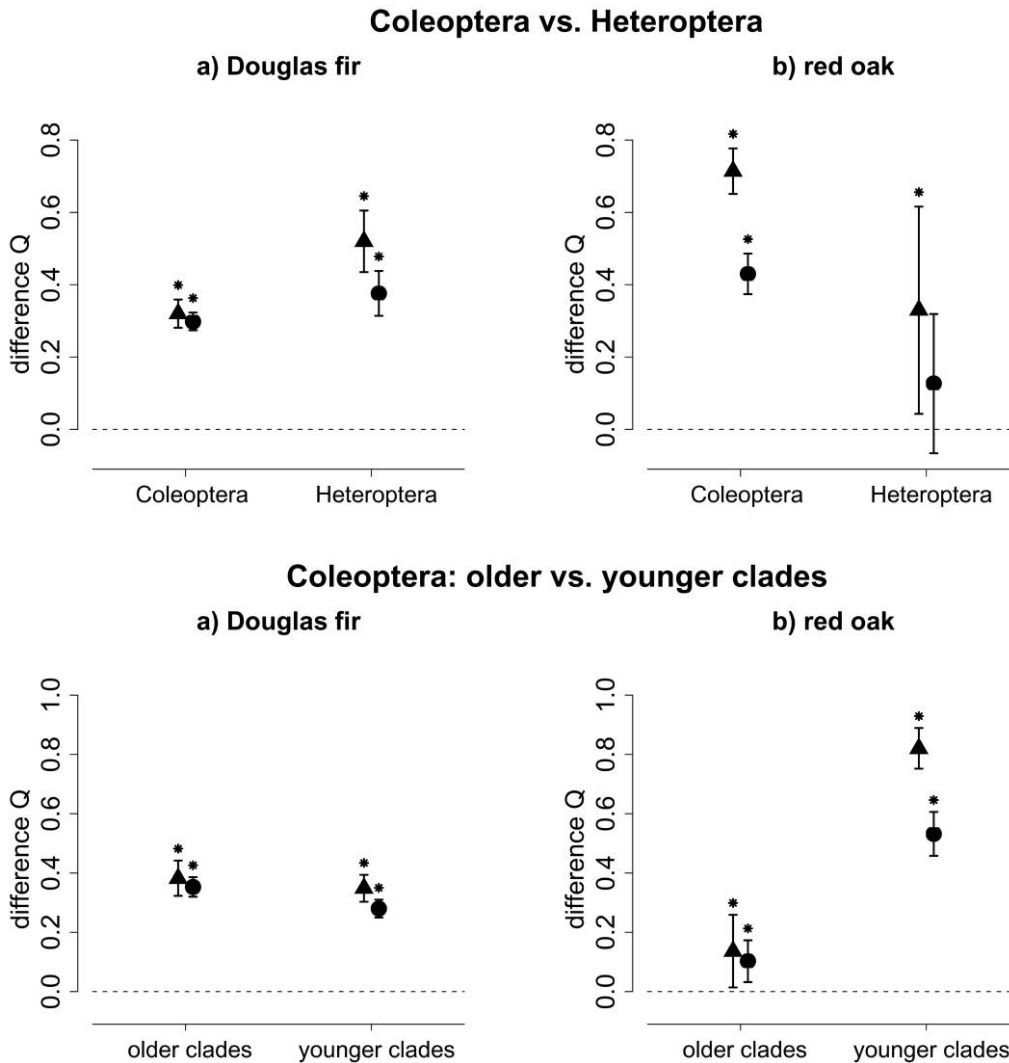 Coleoptera vs. Heteroptera
a) Douglas fir
b) red oak
difference Q
0.0 0.2 0.4 0.6 0.8
* * * *
Coleoptera Heteroptera
difference Q
0.0 0.2 0.4 0.6 0.8
* * *
Coleoptera Heteroptera
Coleoptera: older vs. younger clades
a) Douglas fir
b) red oak
difference Q
0.0 0.2 0.4 0.6 0.8 1.0
* * * *
older clades younger clades
difference Q
0.0 0.2 0.4 0.6 0.8 1.0
* * * *
older clades younger clades